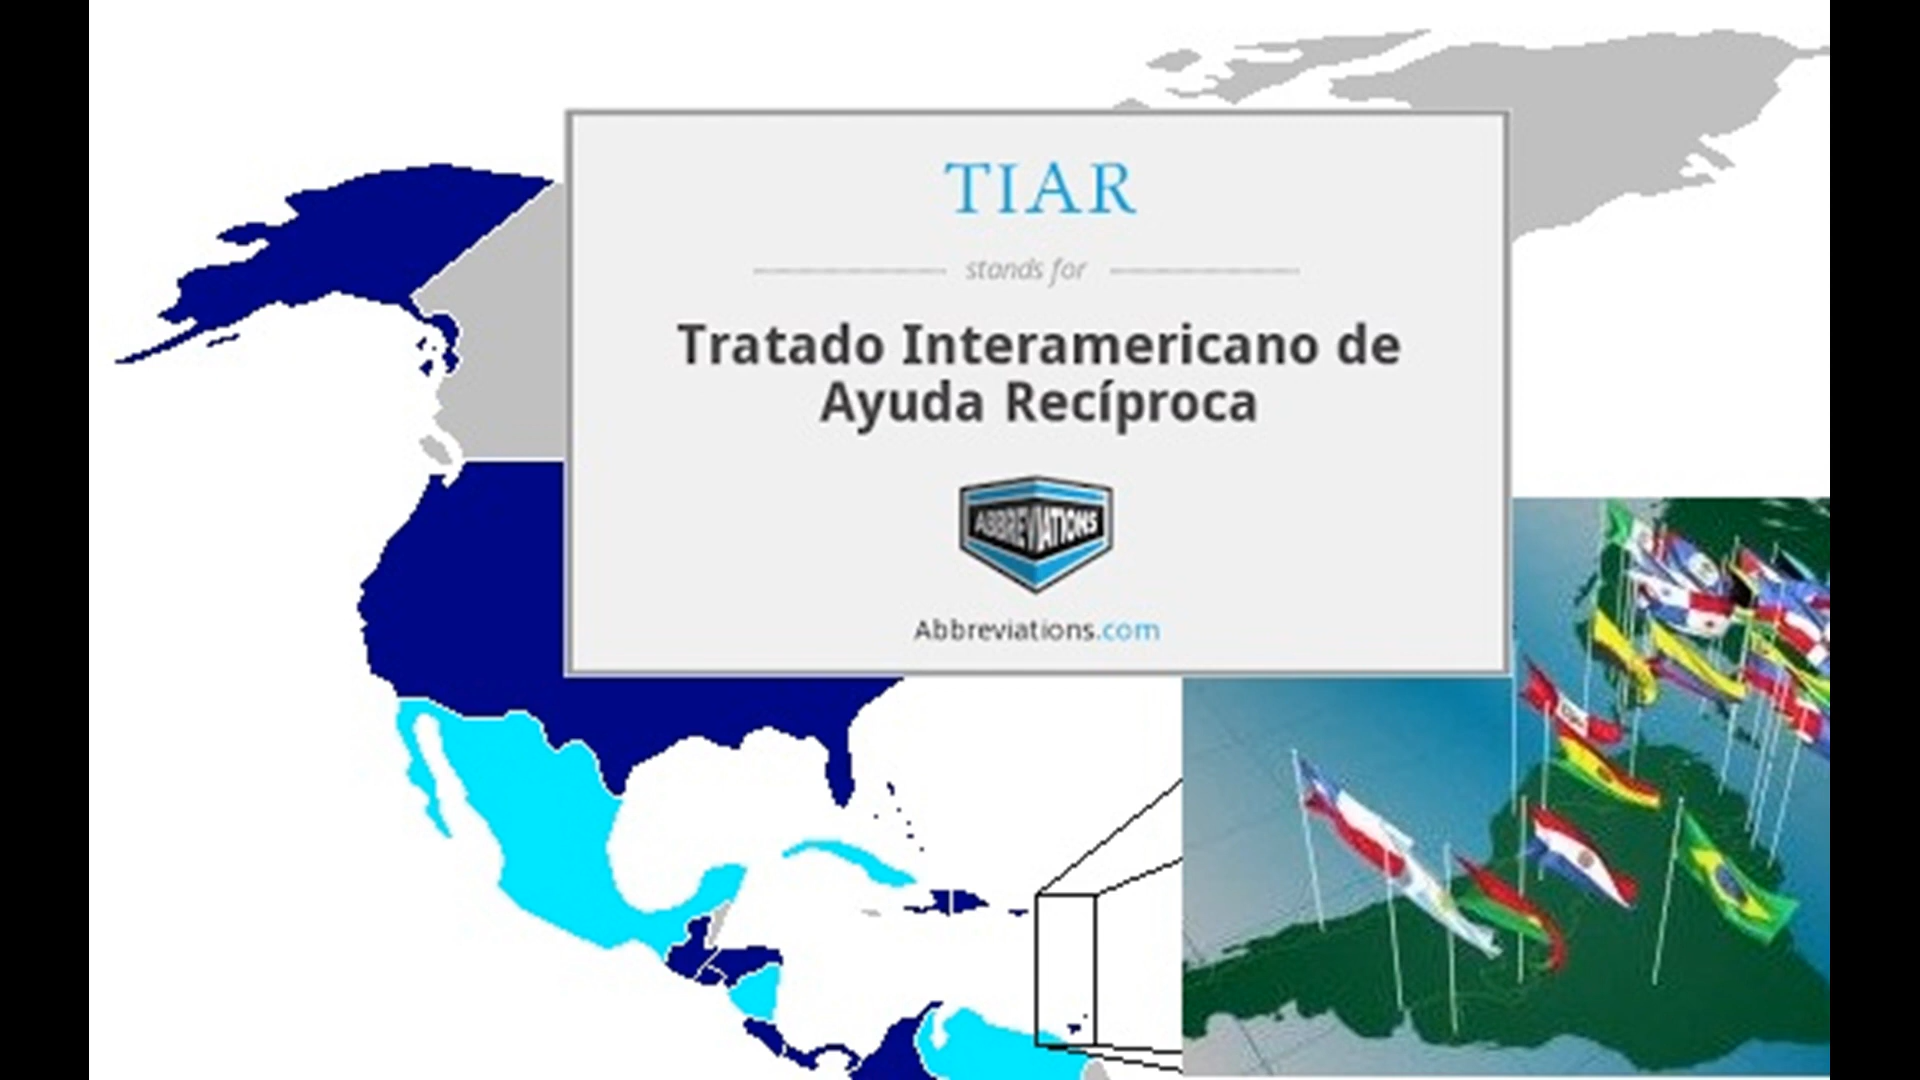 TIAR
stands for
Tratado Interamericano de
Ayuda Recíproca
ABBREVIATIONS
Abbreviations.com